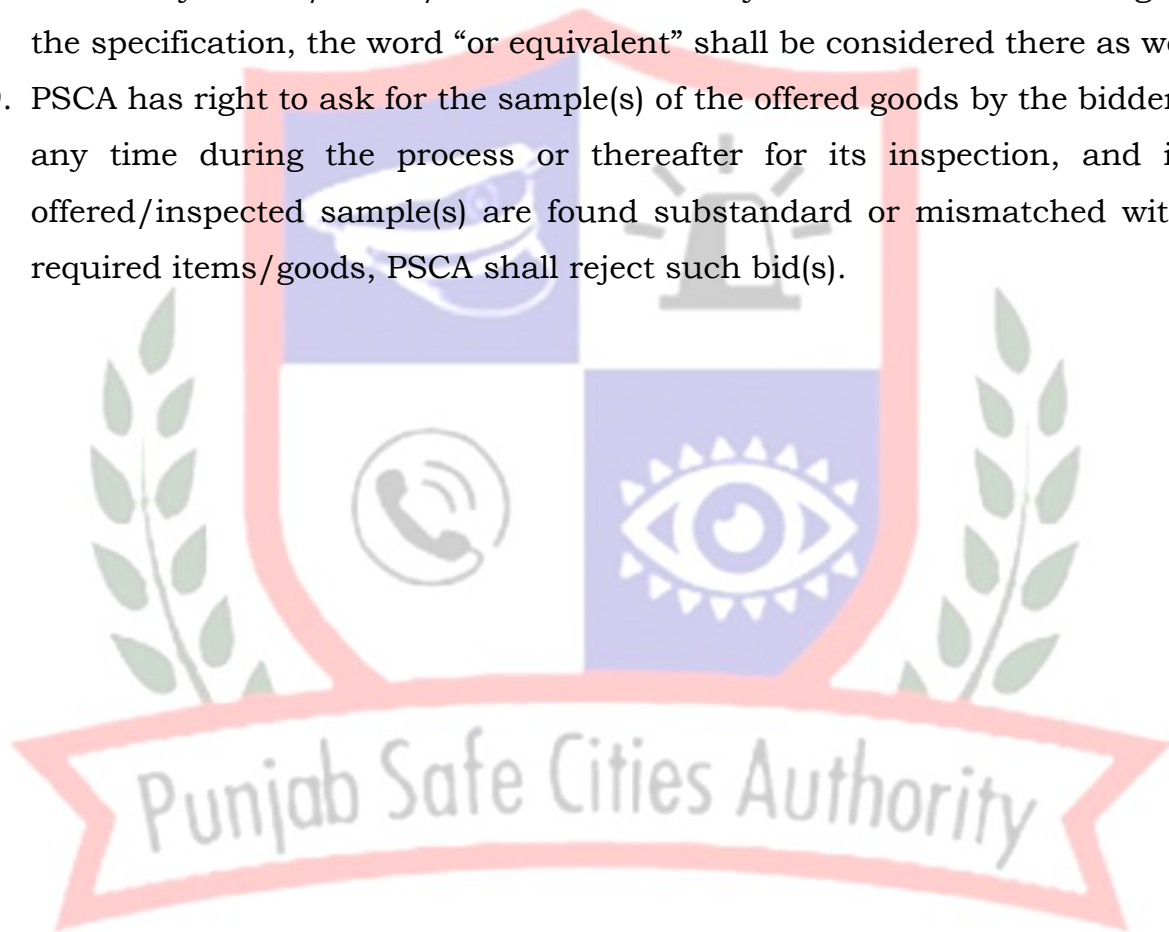 the specification, the word “or equivalent” shall be considered there as we
. PSCA has right to ask for the sample(s) of the offered goods by the bidder
any time during the process or thereafter for its inspection, and i
offered/inspected sample(s) are found substandard or mismatched wit
required items/goods, PSCA shall reject such bid(s).
Punjab Safe Cities Authority